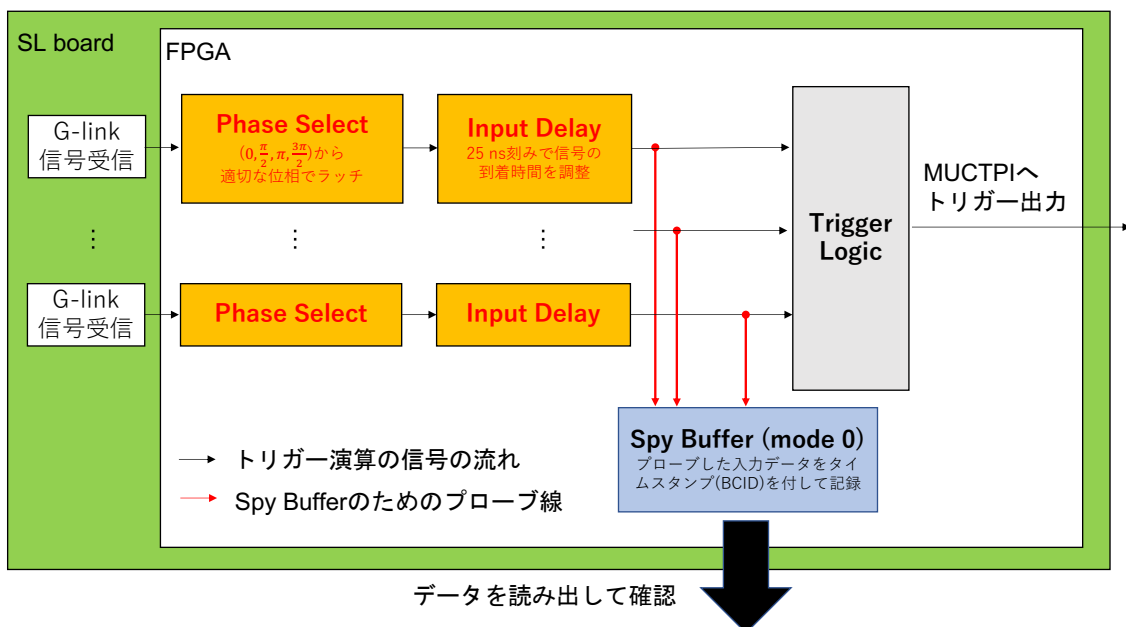 SL board
FPGA
G-link
信号受信
Phase Select
(0, π/2, π, 3π/2)から
適切な位相でラッチ
Input Delay
25 ns刻みで信号の
到着時間を調整
Trigger
Logic
MUCTPIへ
トリガー出力
⋮
⋮
⋮
G-link
信号受信
Phase Select
Input Delay
Spy Buffer (mode 0)
プローブした入力データをタイ
ムスタンプ(BCID)を付して記録
トリガー演算の信号の流れ
Spy Bufferのためのプローブ線
データを読み出して確認